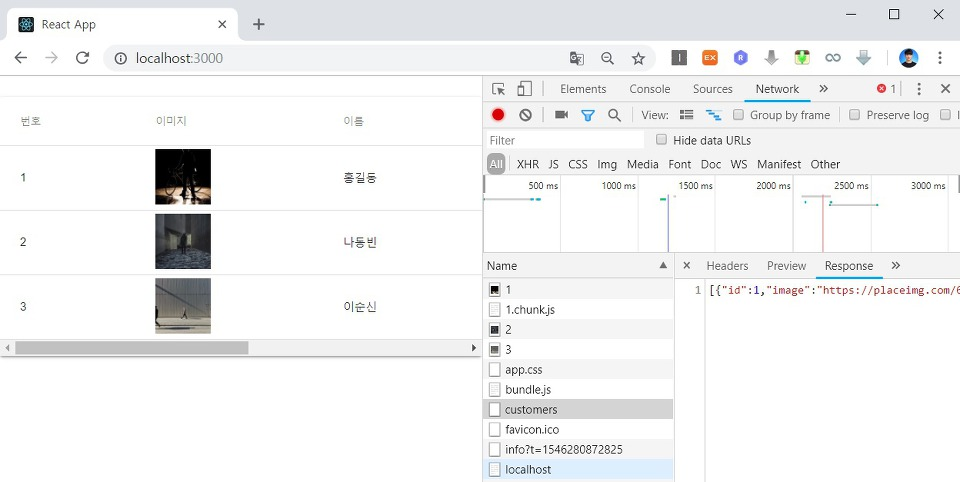 React App
localhost:3000
EX
R
Elements Console Sources Network 1
View: Group by frame Preserve log
Filter Hide data URLs
All XHR JS CSS Img Media Font Doc WS Manifest Other
500 ms 1000 ms 1500 ms 2000 ms 2500 ms 3000 ms
번호 이미지 이름
1 홍길동
2 나동빈
3 이순신
Name
1
1.chunk.js
2
3
app.css
bundle.js
customers
favicon.ico
info?t=1546280872825
localhost
Headers Preview Response
1 [{"id":1,"image":"https://placeimg.com/6